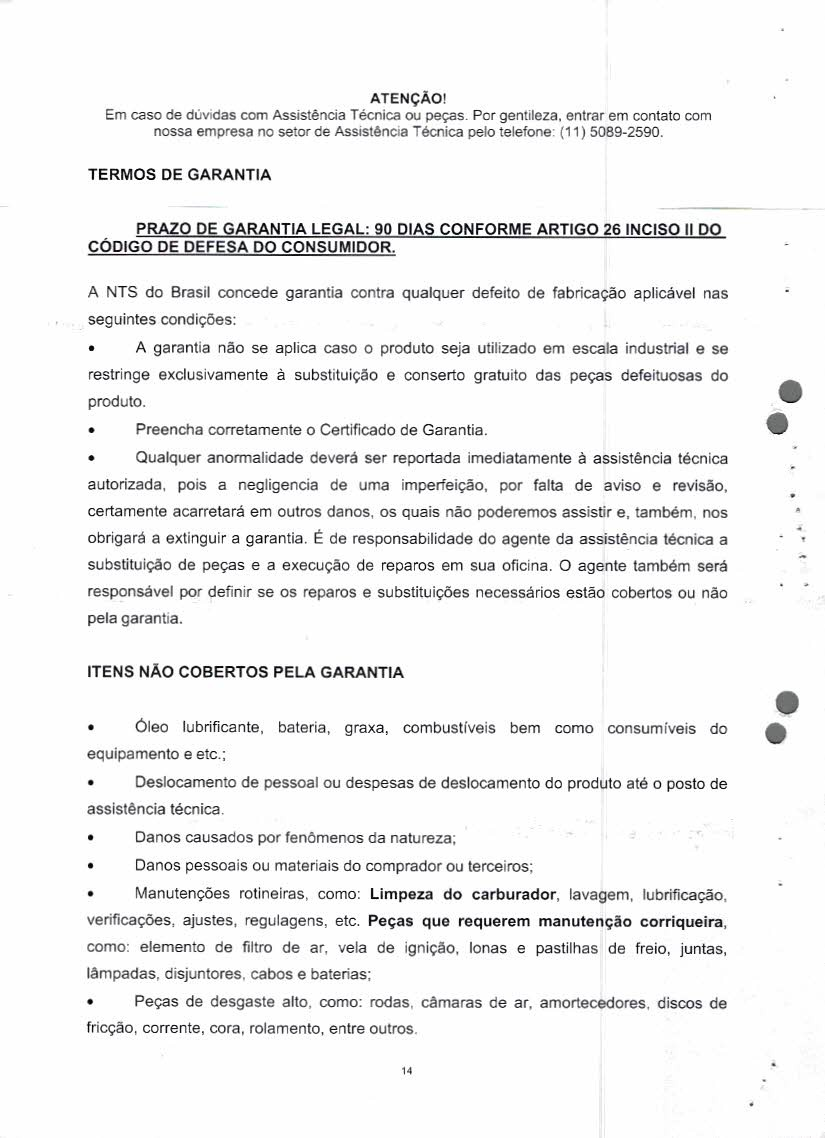 ATENÇÃO!
Em caso de dúvidas com Assistência Técnica ou peças. Por gentileza, entrar em contato com
nossa empresa no setor de Assistência Técnica pelo telefone: (11) 5089-2590.
TERMOS DE GARANTIA
PRAZO DE GARANTIA LEGAL: 90 DIAS CONFORME ARTIGO 26 INCISO II DO
CÓDIGO DE DEFESA DO CONSUMIDOR.
A NTS do Brasil concede garantia contra qualquer defeito de fabricação aplicável nas
seguintes condições:
• A garantia não se aplica caso o produto seja utilizado em escala industrial e se
restringe exclusivamente à substituição e conserto gratuito das peças defeituosas do
produto.
• Preencha corretamente o Certificado de Garantia.
• Qualquer anormalidade deverá ser reportada imediatamente à assistência técnica
autorizada, pois a negligencia de uma imperfeição, por falta de aviso e revisão,
certamente acarretará em outros danos, os quais não poderemos assistir e, também, nos
obrigará a extinguir a garantia. É de responsabilidade do agente da assistência técnica a
substituição de peças e a execução de reparos em sua oficina. O agente também será
responsável por definir se os reparos e substituições necessários estão cobertos ou não
pela garantia.
ITENS NÃO COBERTOS PELA GARANTIA
• Óleo lubrificante, bateria, graxa, combustíveis bem como consumíveis do
equipamento e etc.;
• Deslocamento de pessoal ou despesas de deslocamento do produto até o posto de
assistência técnica.
• Danos causados por fenômenos da natureza;
• Danos pessoais ou materiais do comprador ou terceiros;
• Manutenções rotineiras, como: Limpeza do carburador, lavagem, lubrificação,
verificações, ajustes, regulagens, etc. Peças que requerem manutenção corriqueira,
como: elemento de filtro de ar, vela de ignição, lonas e pastilhas de freio, juntas,
lâmpadas, disjuntores, cabos e baterias;
• Peças de desgaste alto, como: rodas, câmaras de ar, amortecedores, discos de
fricção, corrente, cora, rolamento, entre outros.
14